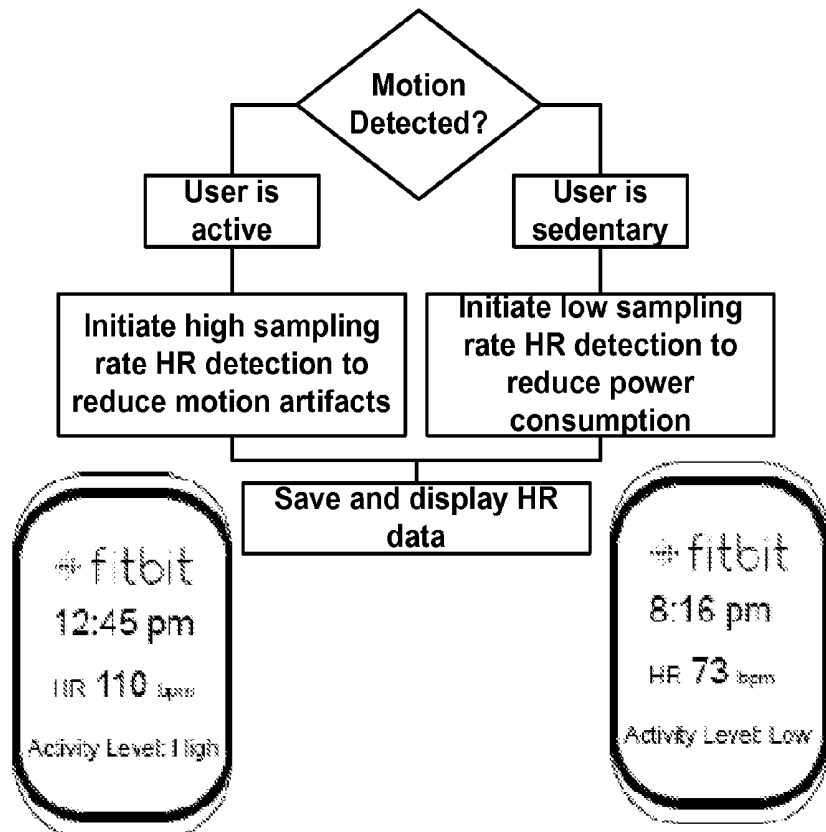 Motion
Detected?
User is
active
User is
sedentary
Initiate high sampling
rate HR detection to
reduce motion artifacts
Initiate low sampling
rate HR detection to
reduce power
consumption
Save and display HR
data
fitbit
12:45 pm
HR 110 bpm
Activity Level: High
fitbit
8:16 pm
HR 73 bpm
Activity Level: Low